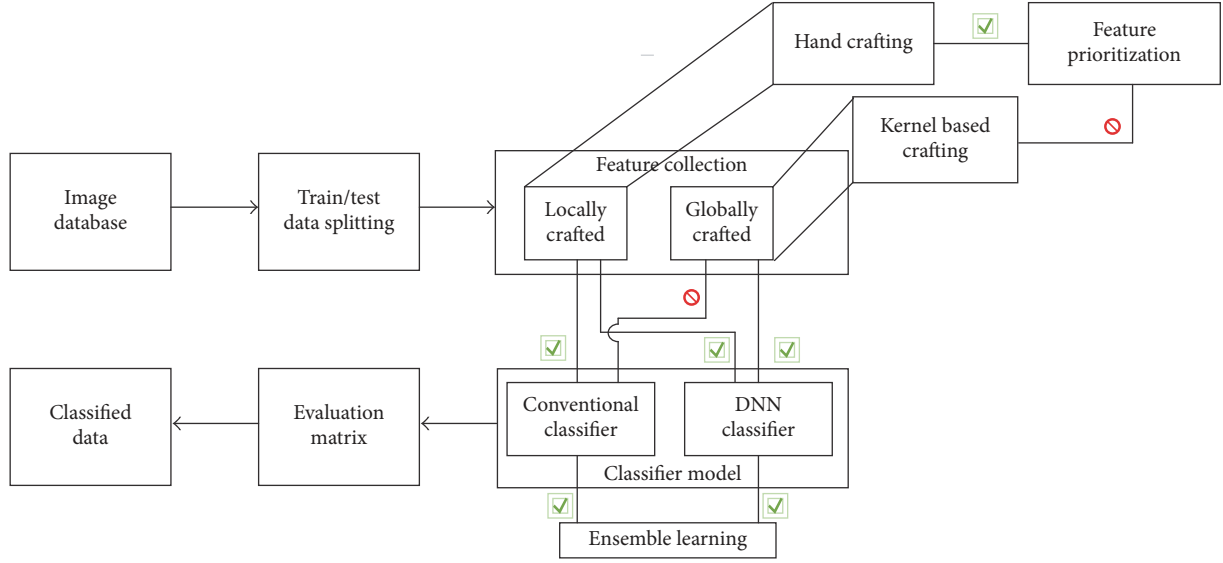 Hand crafting
Feature
prioritization
Kernel based
crafting
Feature collection
Image
database
Train/test
data splitting
Locally
crafted
Globally
crafted
Classified
data
Evaluation
matrix
Conventional
classifier
DNN
classifier
Classifier model
Ensemble learning